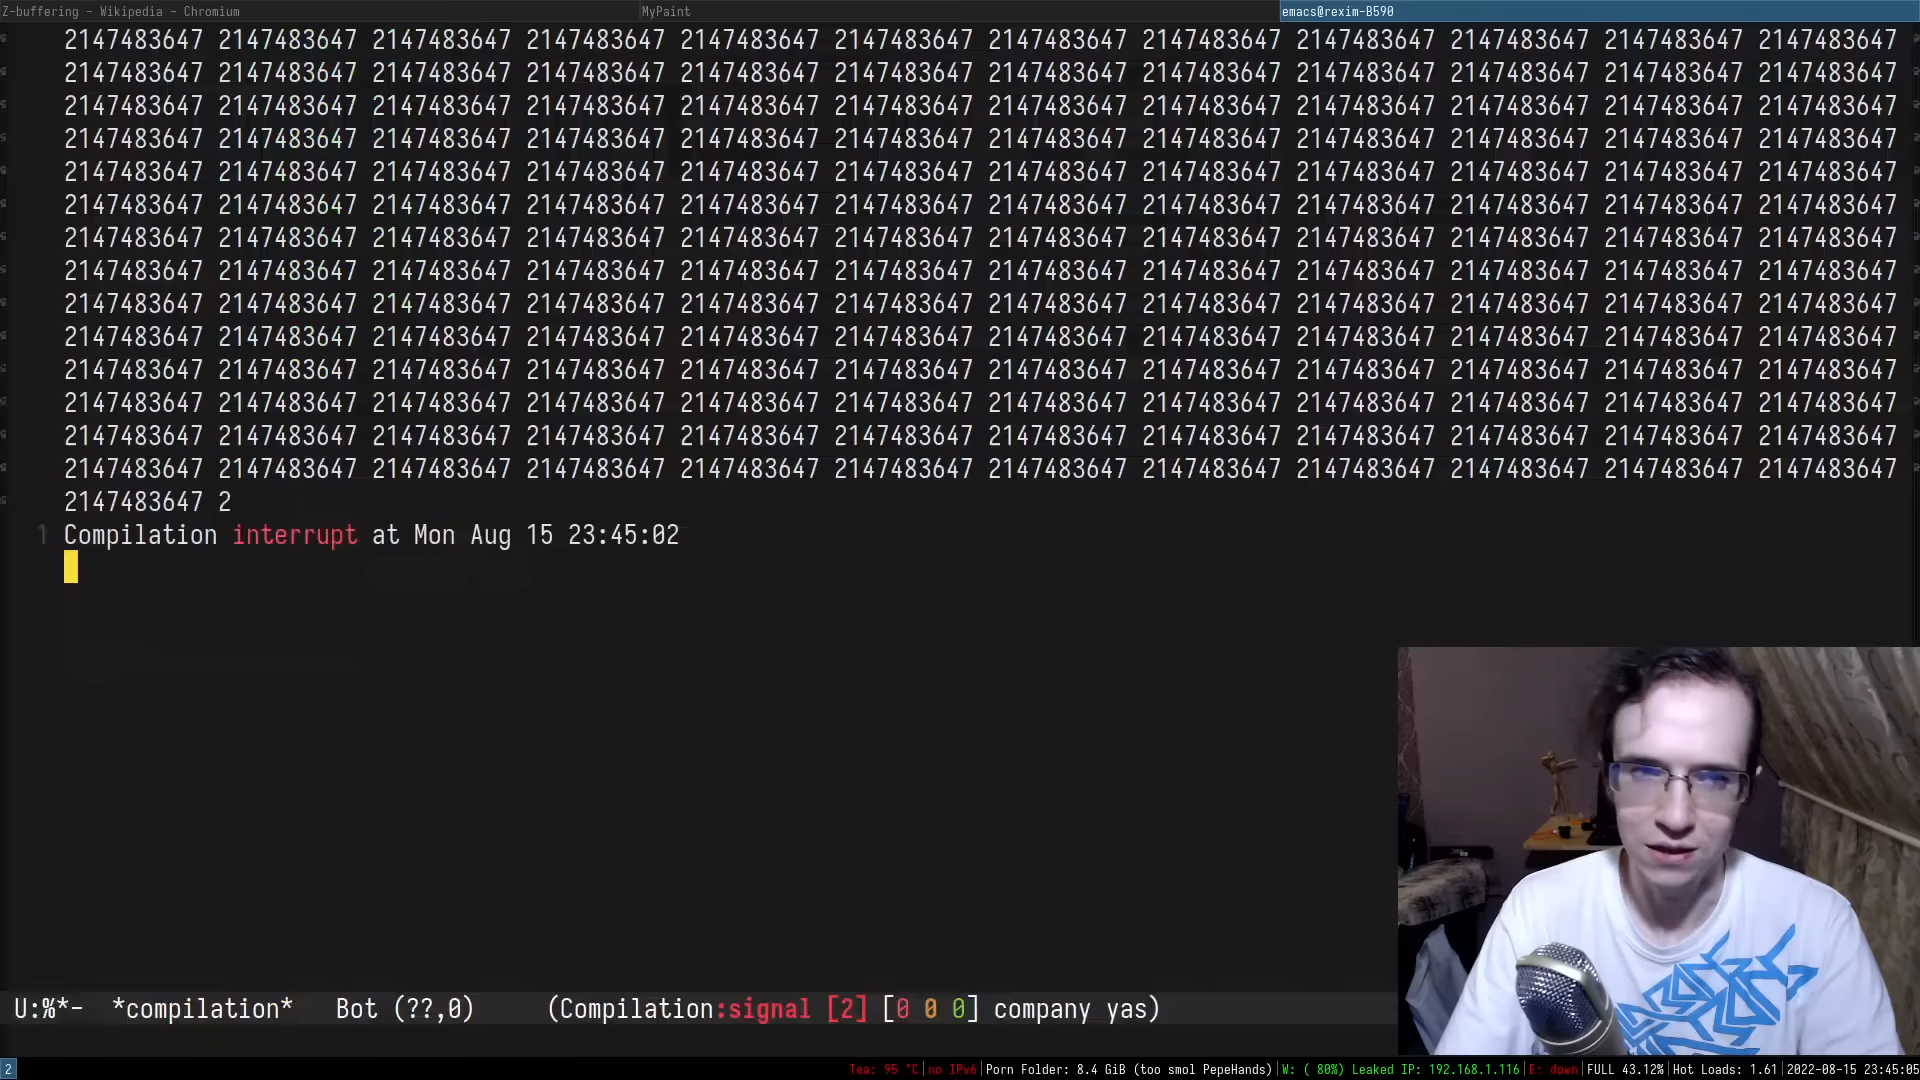 Z-buffering - Wikipedia - Chromium MyPaint emacs@rexim-B590
2147483647 2147483647 2147483647 2147483647 2147483647 2147483647 2147483647 2147483647 2147483647 2147483647 2147483647 2147483647
2147483647 2147483647 2147483647 2147483647 2147483647 2147483647 2147483647 2147483647 2147483647 2147483647 2147483647 2147483647
2147483647 2147483647 2147483647 2147483647 2147483647 2147483647 2147483647 2147483647 2147483647 2147483647 2147483647 2147483647
2147483647 2147483647 2147483647 2147483647 2147483647 2147483647 2147483647 2147483647 2147483647 2147483647 2147483647 2147483647
2147483647 2147483647 2147483647 2147483647 2147483647 2147483647 2147483647 2147483647 2147483647 2147483647 2147483647 2147483647
2147483647 2147483647 2147483647 2147483647 2147483647 2147483647 2147483647 2147483647 2147483647 2147483647 2147483647 2147483647
2147483647 2147483647 2147483647 2147483647 2147483647 2147483647 2147483647 2147483647 2147483647 2147483647 2147483647 2147483647
2147483647 2147483647 2147483647 2147483647 2147483647 2147483647 2147483647 2147483647 2147483647 2147483647 2147483647 2147483647
2147483647 2147483647 2147483647 2147483647 2147483647 2147483647 2147483647 2147483647 2147483647 2147483647 2147483647 2147483647
2147483647 2147483647 2147483647 2147483647 2147483647 2147483647 2147483647 2147483647 2147483647 2147483647 2147483647 2147483647
2147483647 2147483647 2147483647 2147483647 2147483647 2147483647 2147483647 2147483647 2147483647 2147483647 2147483647 2147483647
2147483647 2147483647 2147483647 2147483647 2147483647 2147483647 2147483647 2147483647 2147483647 2147483647 2147483647 2147483647
2147483647 2147483647 2147483647 2147483647 2147483647 2147483647 2147483647 2147483647 2147483647 2147483647 2147483647 2147483647
2147483647 2147483647 2147483647 2147483647 2147483647 2147483647 2147483647 2147483647 2147483647 2147483647 2147483647 2147483647
2147483647 2
1 Compilation interrupt at Mon Aug 15 23:45:02
U:%*- *compilation* Bot (??,0) (Compilation:signal [2] [0 0 0] company yas)
2 Tea: 95 °C|no IPv6|Porn Folder: 8.4 GiB (too smol PepeHands)|W: ( 80%) Leaked IP: 192.168.1.116|E: down|FULL 43.12%|Hot Loads: 1.61|2022-08-15 23:45:05